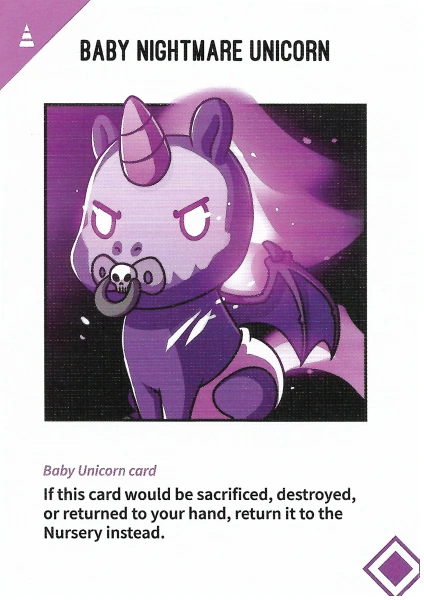 BABY NIGHTMARE UNICORN
Baby Unicorn card
If this card would be sacrificed, destroyed,
or returned to your hand, return it to the
Nursery instead.